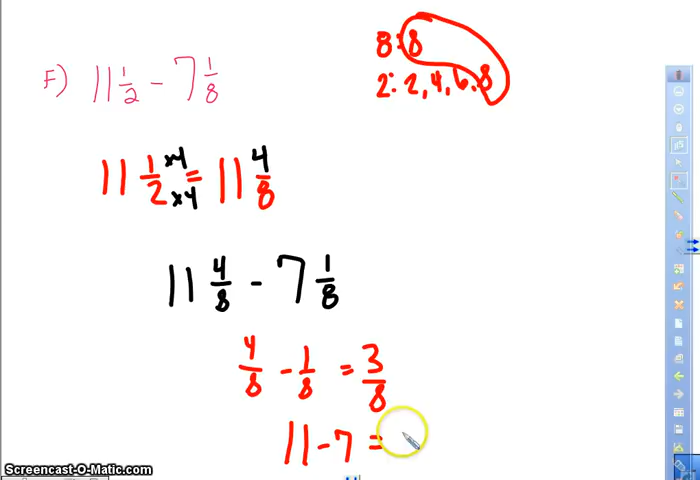 8: 8
2: 2, 4, 6, 8
F) 11 1/2 - 7 1/8
11 1/2 ×4 ×4 = 11 4/8
11 4/8 - 7 1/8
4/8 - 1/8 = 3/8
11 - 7 =
Screencast-O-Matic.com